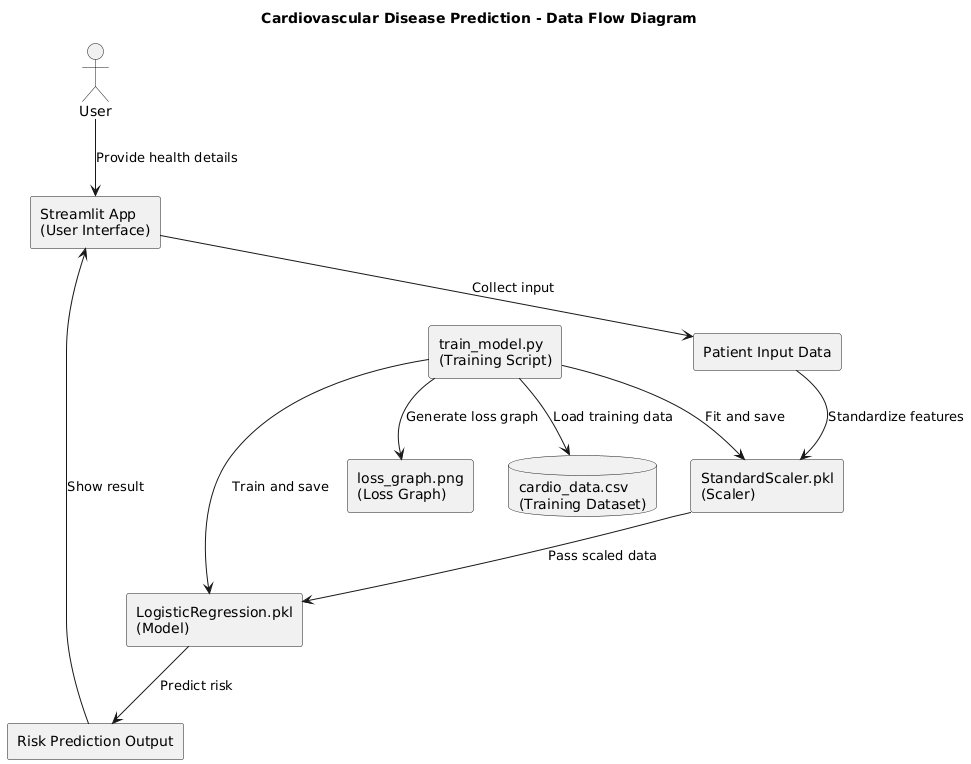 Cardiovascular Disease Prediction - Data Flow Diagram
User
Provide health details
Streamlit App
(User Interface)
Collect input
train_model.py
(Training Script)
Patient Input Data
Generate loss graph
Load training data
Fit and save
Standardize features
loss_graph.png
(Loss Graph)
cardio_data.csv
(Training Dataset)
StandardScaler.pkl
(Scaler)
Show result
Train and save
Pass scaled data
LogisticRegression.pkl
(Model)
Predict risk
Risk Prediction Output